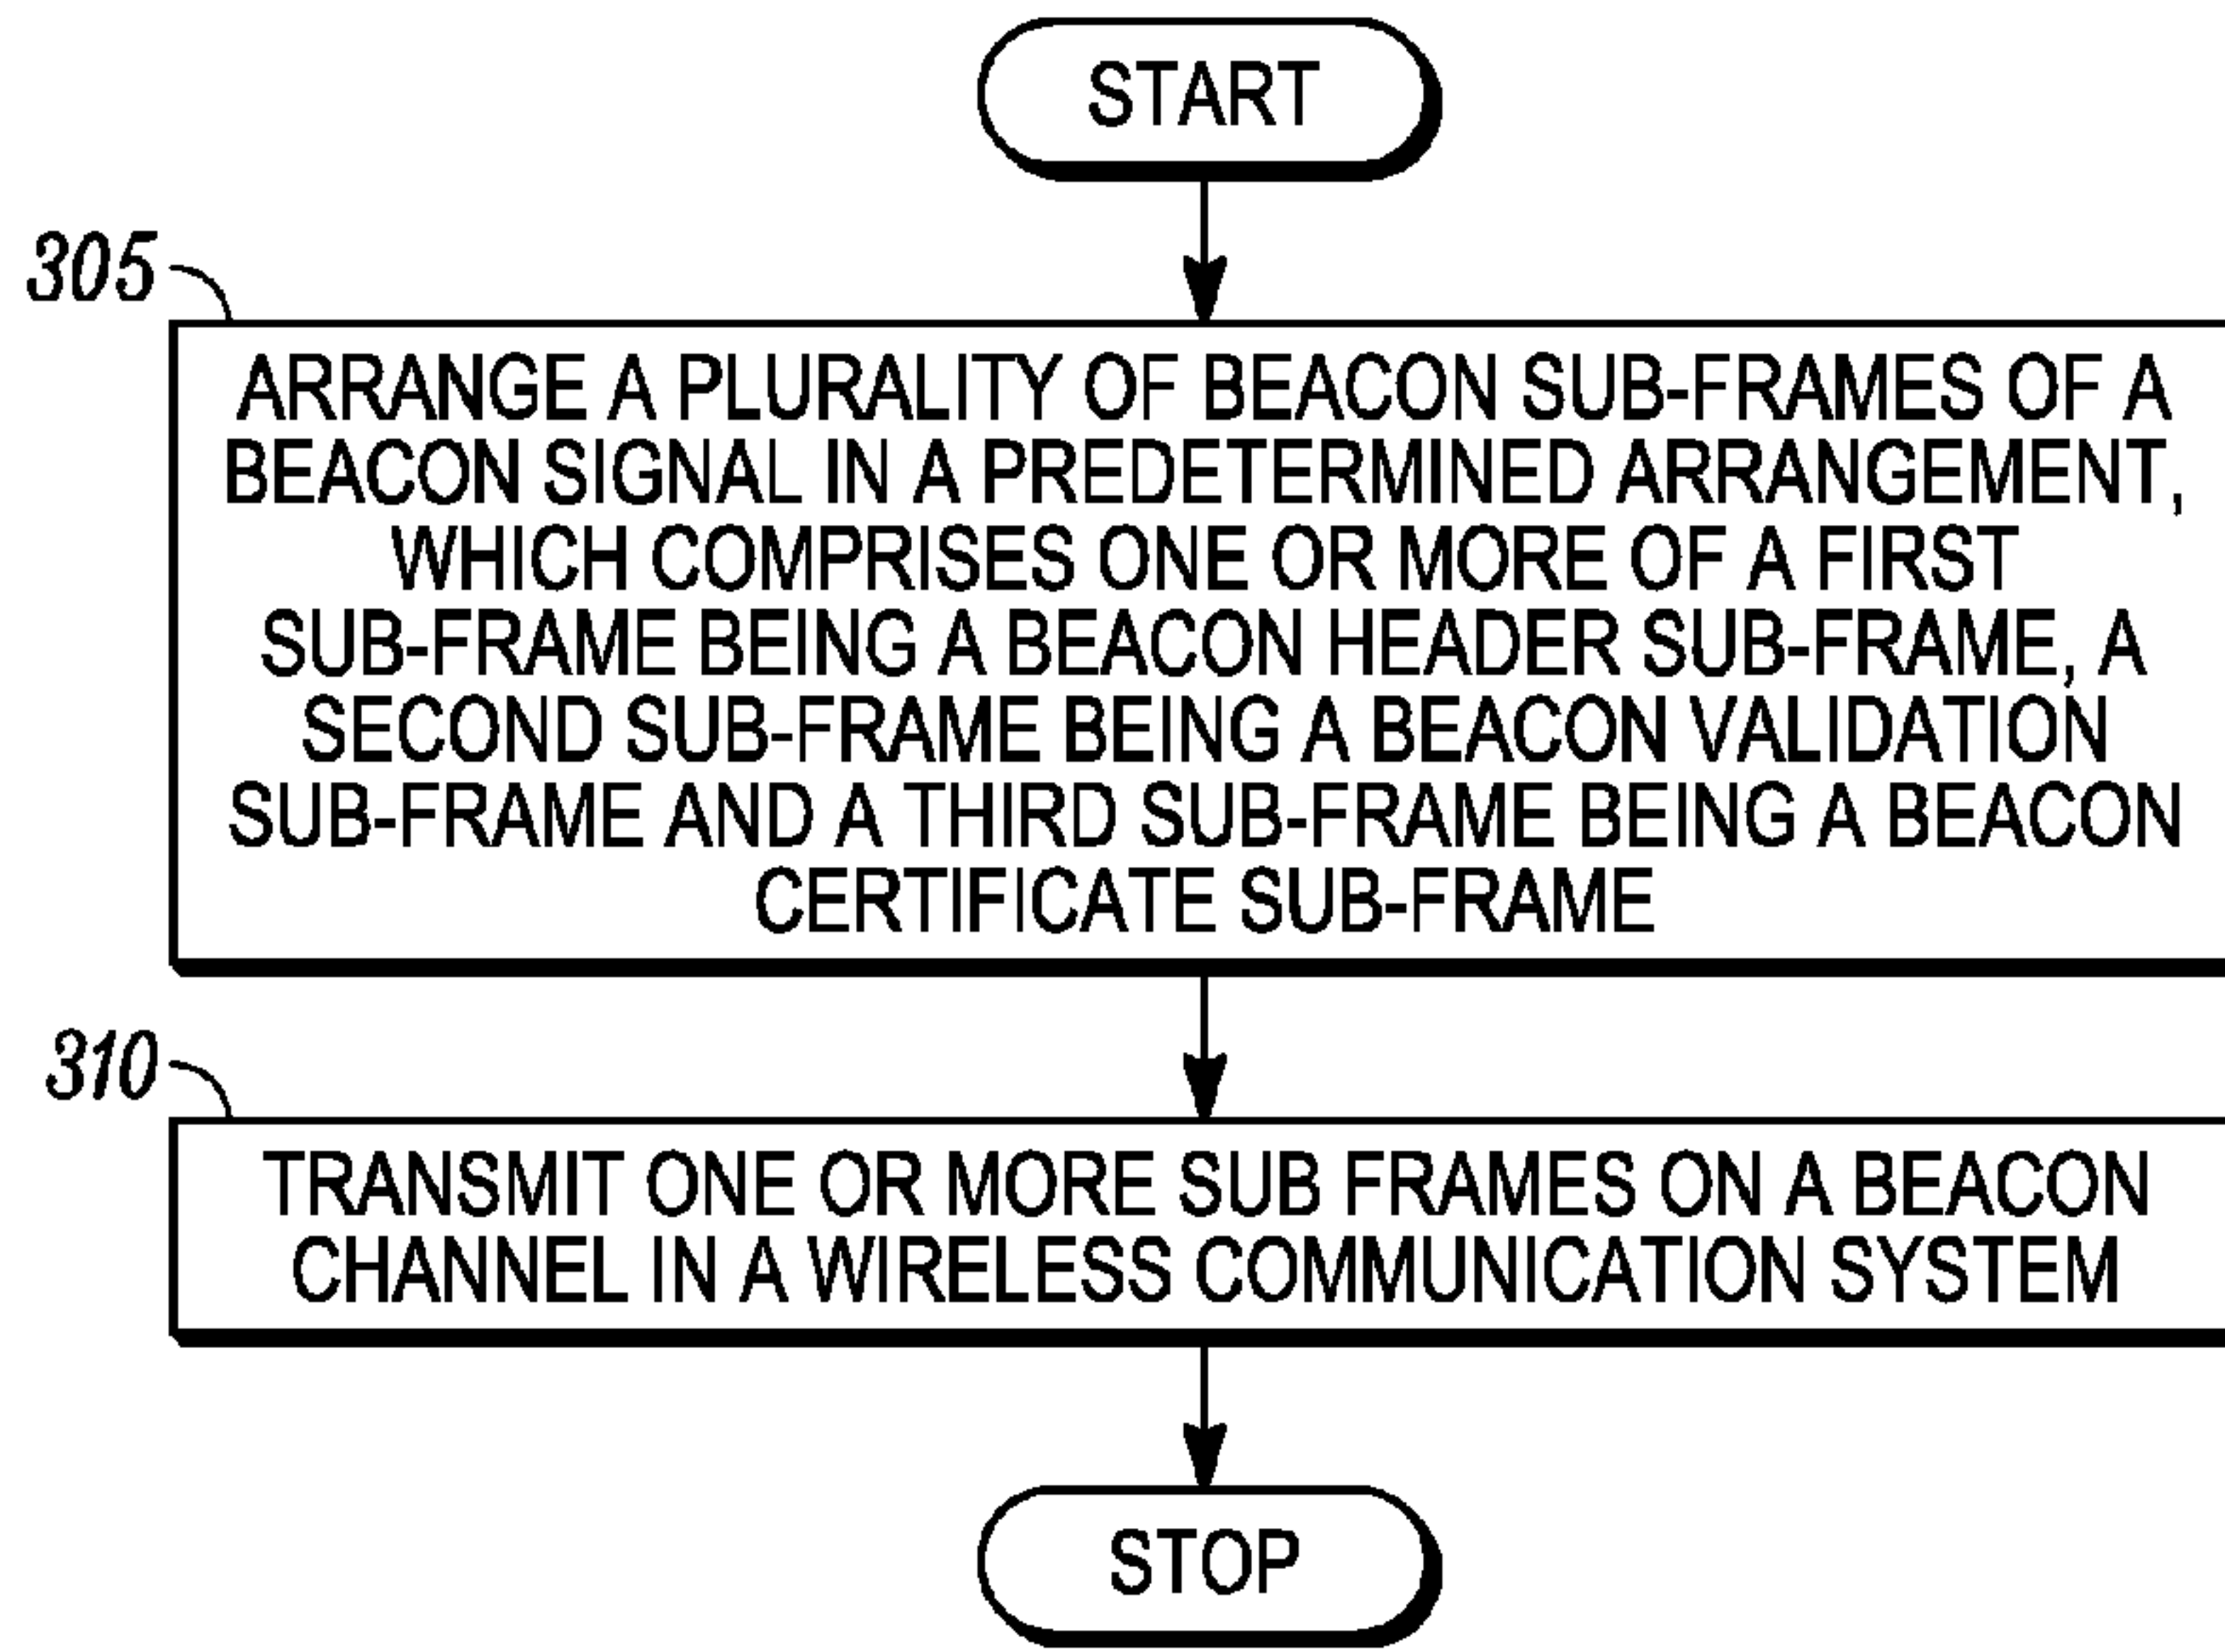 START
305
ARRANGE A PLURALITY OF BEACON SUB-FRAMES OF A
BEACON SIGNAL IN A PREDETERMINED ARRANGEMENT,
WHICH COMPRISES ONE OR MORE OF A FIRST
SUB-FRAME BEING A BEACON HEADER SUB-FRAME, A
SECOND SUB-FRAME BEING A BEACON VALIDATION
SUB-FRAME AND A THIRD SUB-FRAME BEING A BEACON
CERTIFICATE SUB-FRAME
310
TRANSMIT ONE OR MORE SUB FRAMES ON A BEACON
CHANNEL IN A WIRELESS COMMUNICATION SYSTEM
STOP